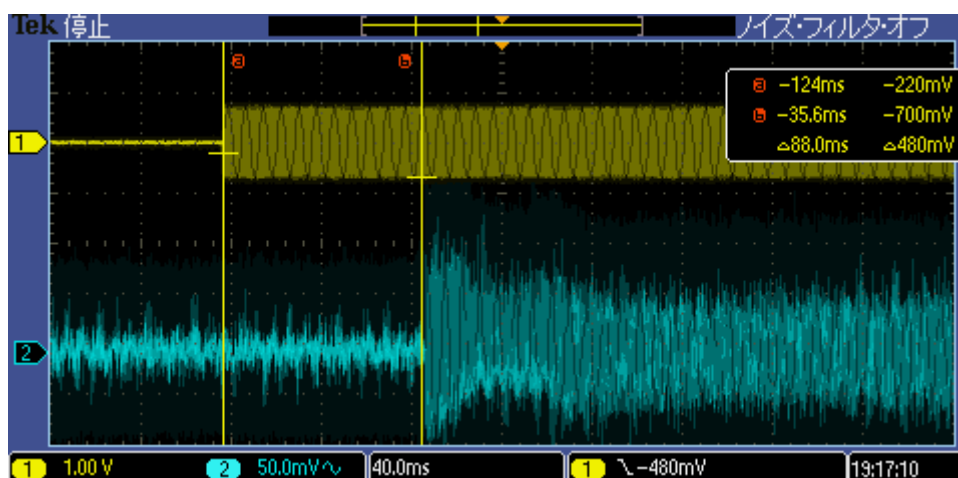 Tek 停止 ノイズ・フィルタ・オフ
a b
a −124ms −220mV
b −35.6ms −700mV
△88.0ms △480mV
1
2
1 1.00 V 2 50.0mV∿ 40.0ms 1 ╲ −480mV 19:17:10